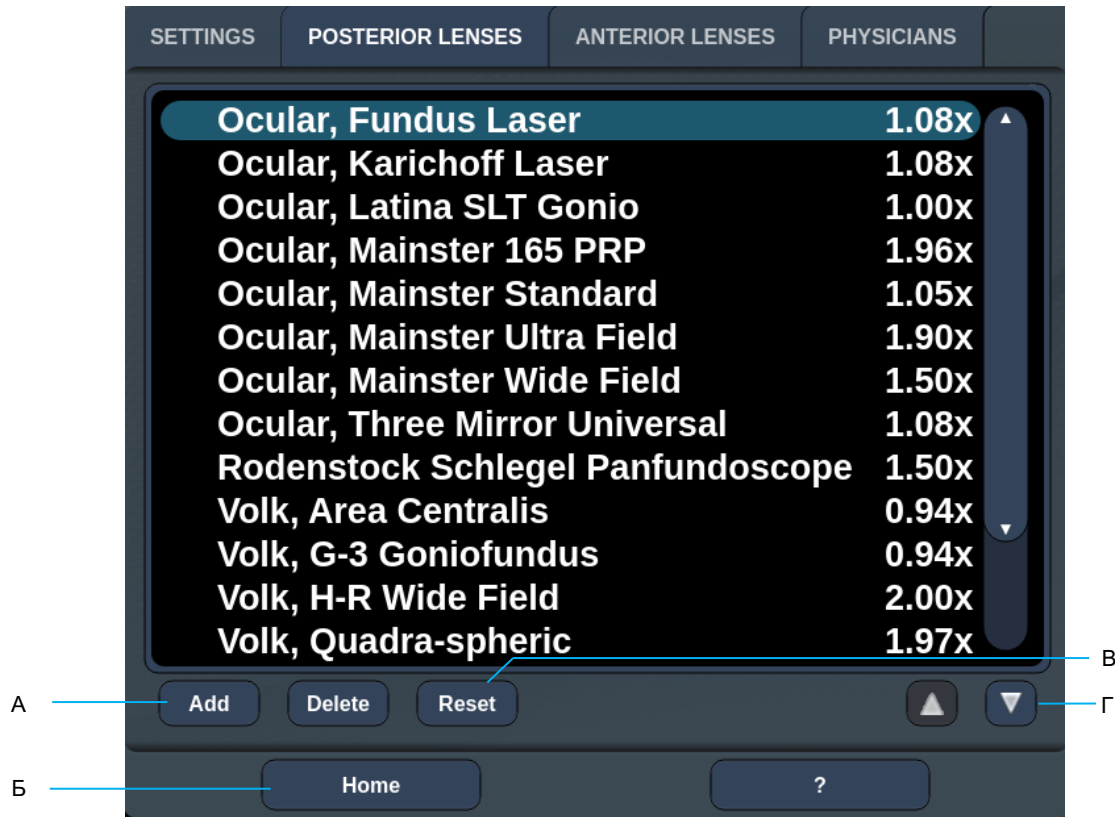 SETTINGS POSTERIOR LENSES ANTERIOR LENSES PHYSICIANS
Ocular, Fundus Laser 1.08x
Ocular, Karichoff Laser 1.08x
Ocular, Latina SLT Gonio 1.00x
Ocular, Mainster 165 PRP 1.96x
Ocular, Mainster Standard 1.05x
Ocular, Mainster Ultra Field 1.90x
Ocular, Mainster Wide Field 1.50x
Ocular, Three Mirror Universal 1.08x
Rodenstock Schlegel Panfundoscope 1.50x
Volk, Area Centralis 0.94x
Volk, G-3 Goniofundus 0.94x
Volk, H-R Wide Field 2.00x
Volk, Quadra-spheric 1.97x
В
А Add Delete Reset Г
Б Home ?